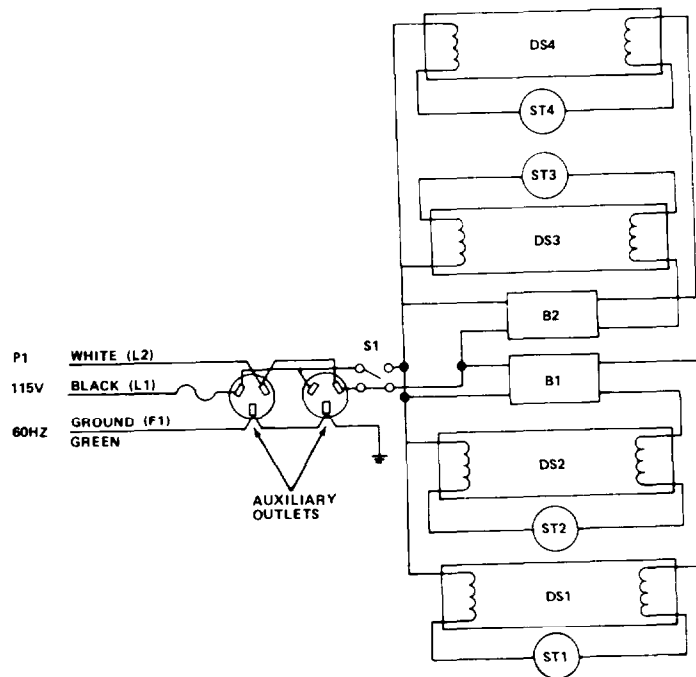 DS4
ST4
ST3
DS3
B2
S1
P1 WHITE (L2)
115V BLACK (L1)
B1
60HZ GROUND (F1)
GREEN
DS2
AUXILIARY
OUTLETS
ST2
DS1
ST1